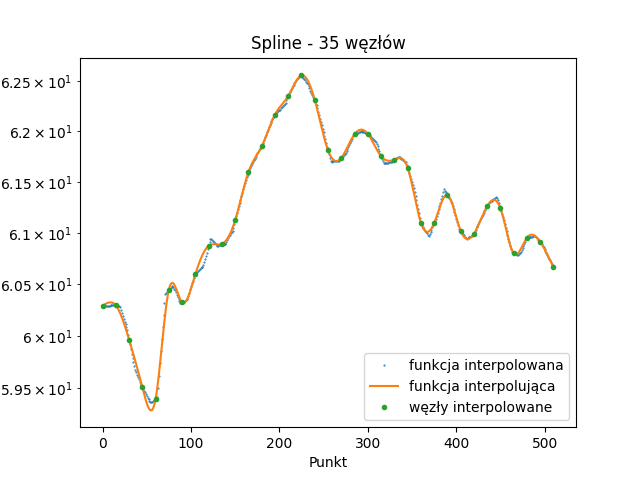 Spline - 35 węzłów
6.25 × 10¹
6.2 × 10¹
6.15 × 10¹
6.1 × 10¹
6.05 × 10¹
6 × 10¹
5.95 × 10¹
funkcja interpolowana
funkcja interpolująca
węzły interpolowane
0 100 200 300 400 500
Punkt